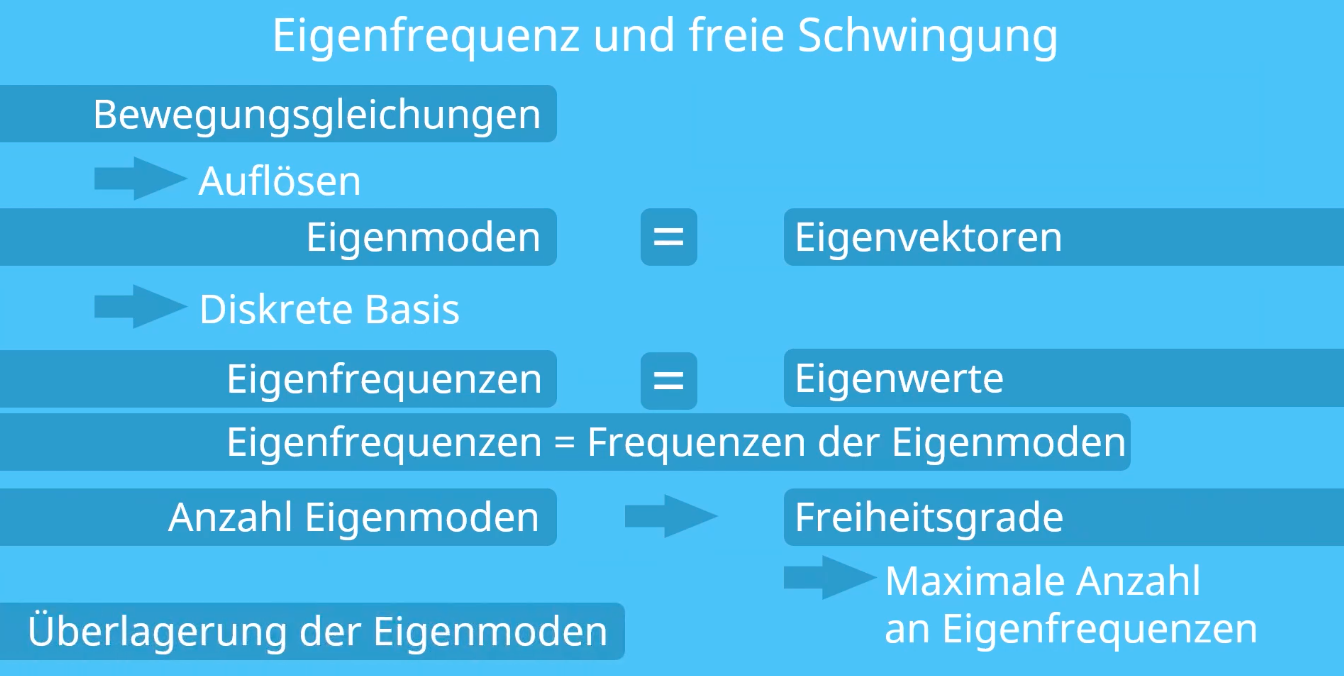 Eigenfrequenz und freie Schwingung
Bewegungsgleichungen
Auflösen
Eigenmoden = Eigenvektoren
Diskrete Basis
Eigenfrequenzen = Eigenwerte
Eigenfrequenzen = Frequenzen der Eigenmoden
Anzahl Eigenmoden Freiheitsgrade
Maximale Anzahl
an Eigenfrequenzen
Überlagerung der Eigenmoden